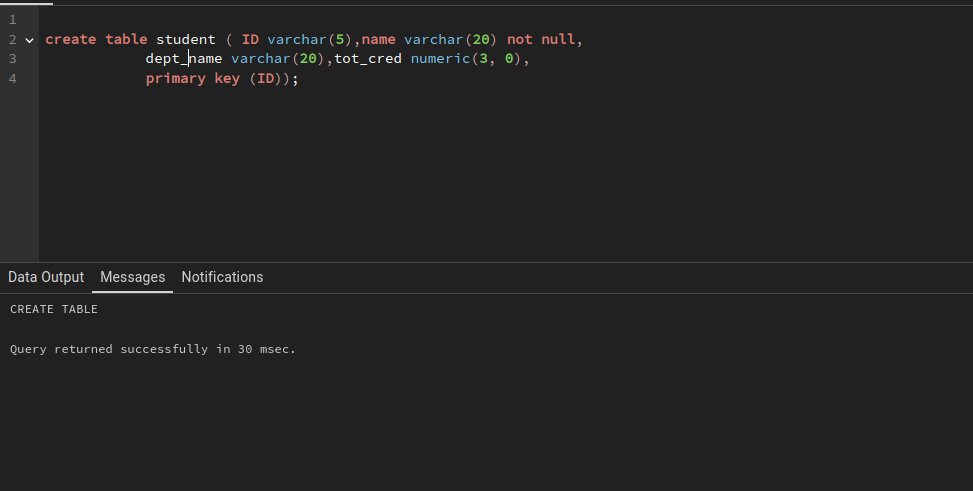 1
2 create table student ( ID varchar(5),name varchar(20) not null,
3 dept_name varchar(20),tot_cred numeric(3, 0),
4 primary key (ID));
Data Output Messages Notifications
CREATE TABLE
Query returned successfully in 30 msec.